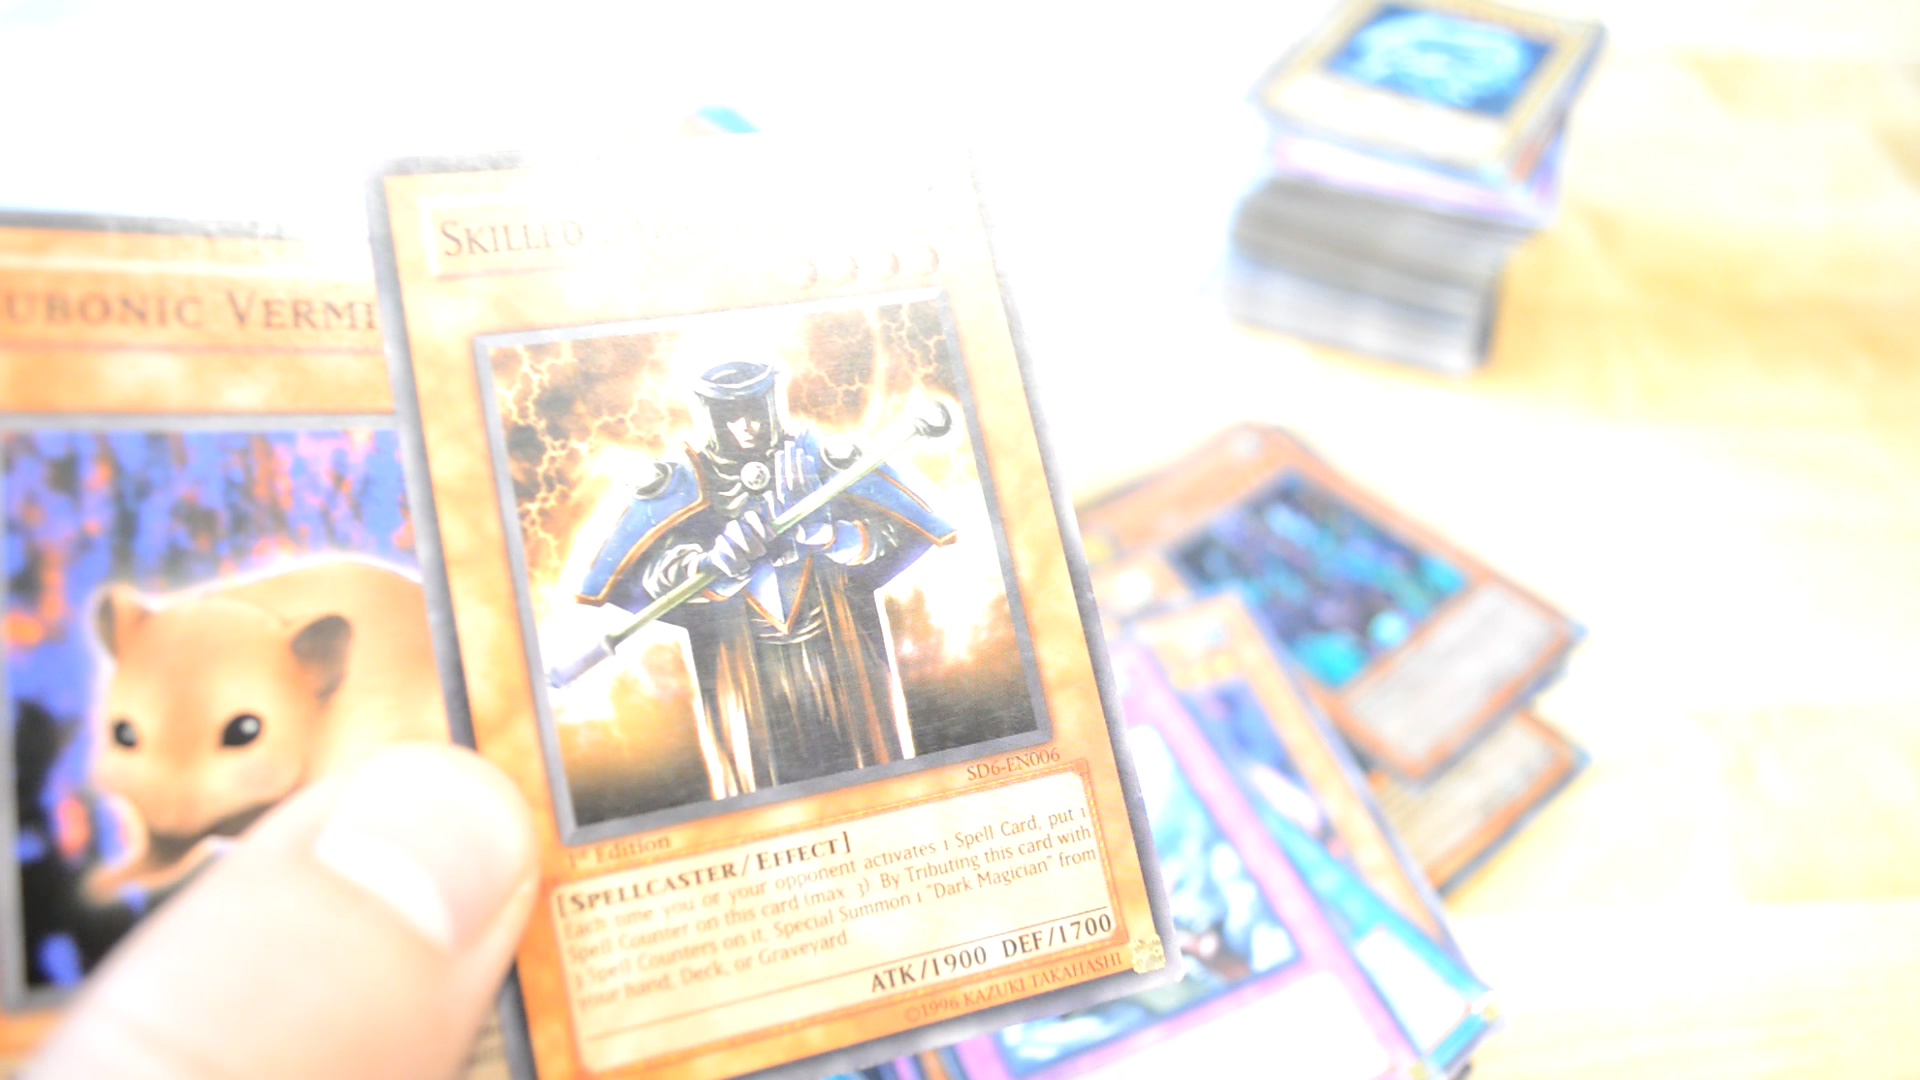 UBONIC VERMI
SKILLED
SD6-EN006
1st Edition
[SPELLCASTER/EFFECT]
Each time you or your opponent activates 1 Spell Card, put 1
Spell Counter on this card (max 3). By Tributing this card with
3 Spell Counters on it, Special Summon 1 "Dark Magician" from
your hand, Deck, or Graveyard.
ATK/1900 DEF/1700
©1996 KAZUKI TAKAHASHI